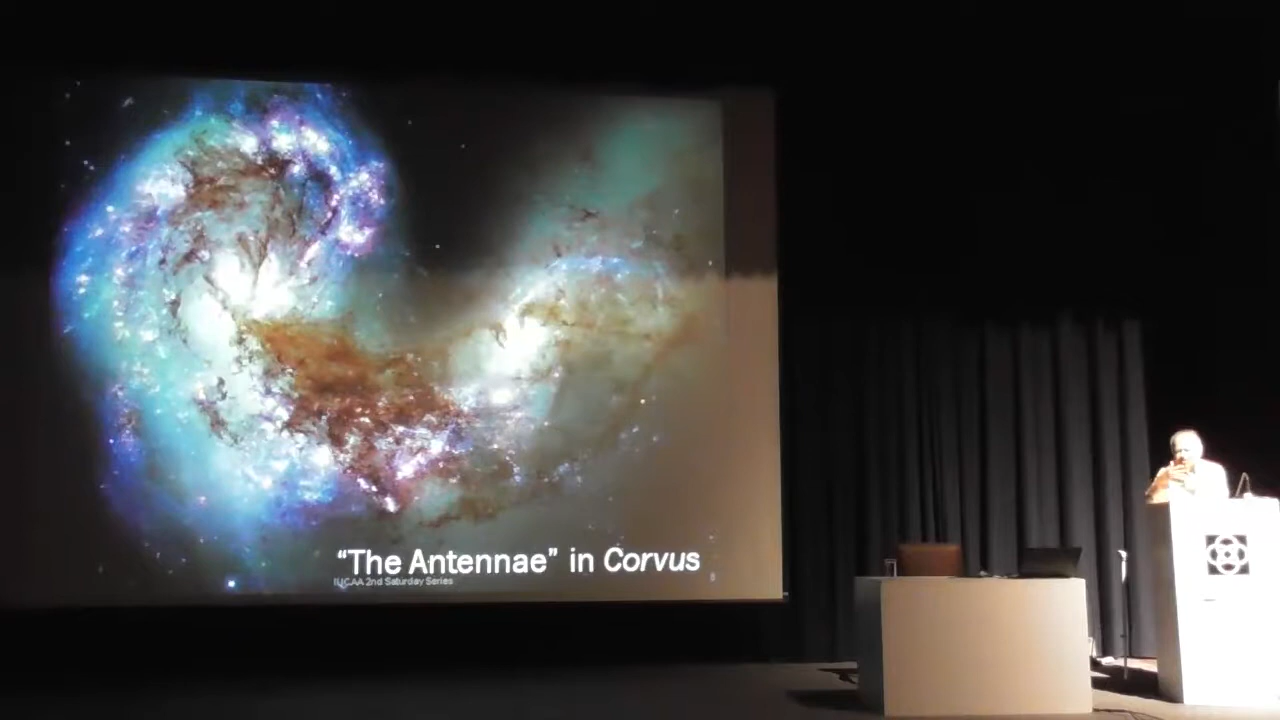 “The Antennae” in Corvus
IUCAA 2nd Saturday Series